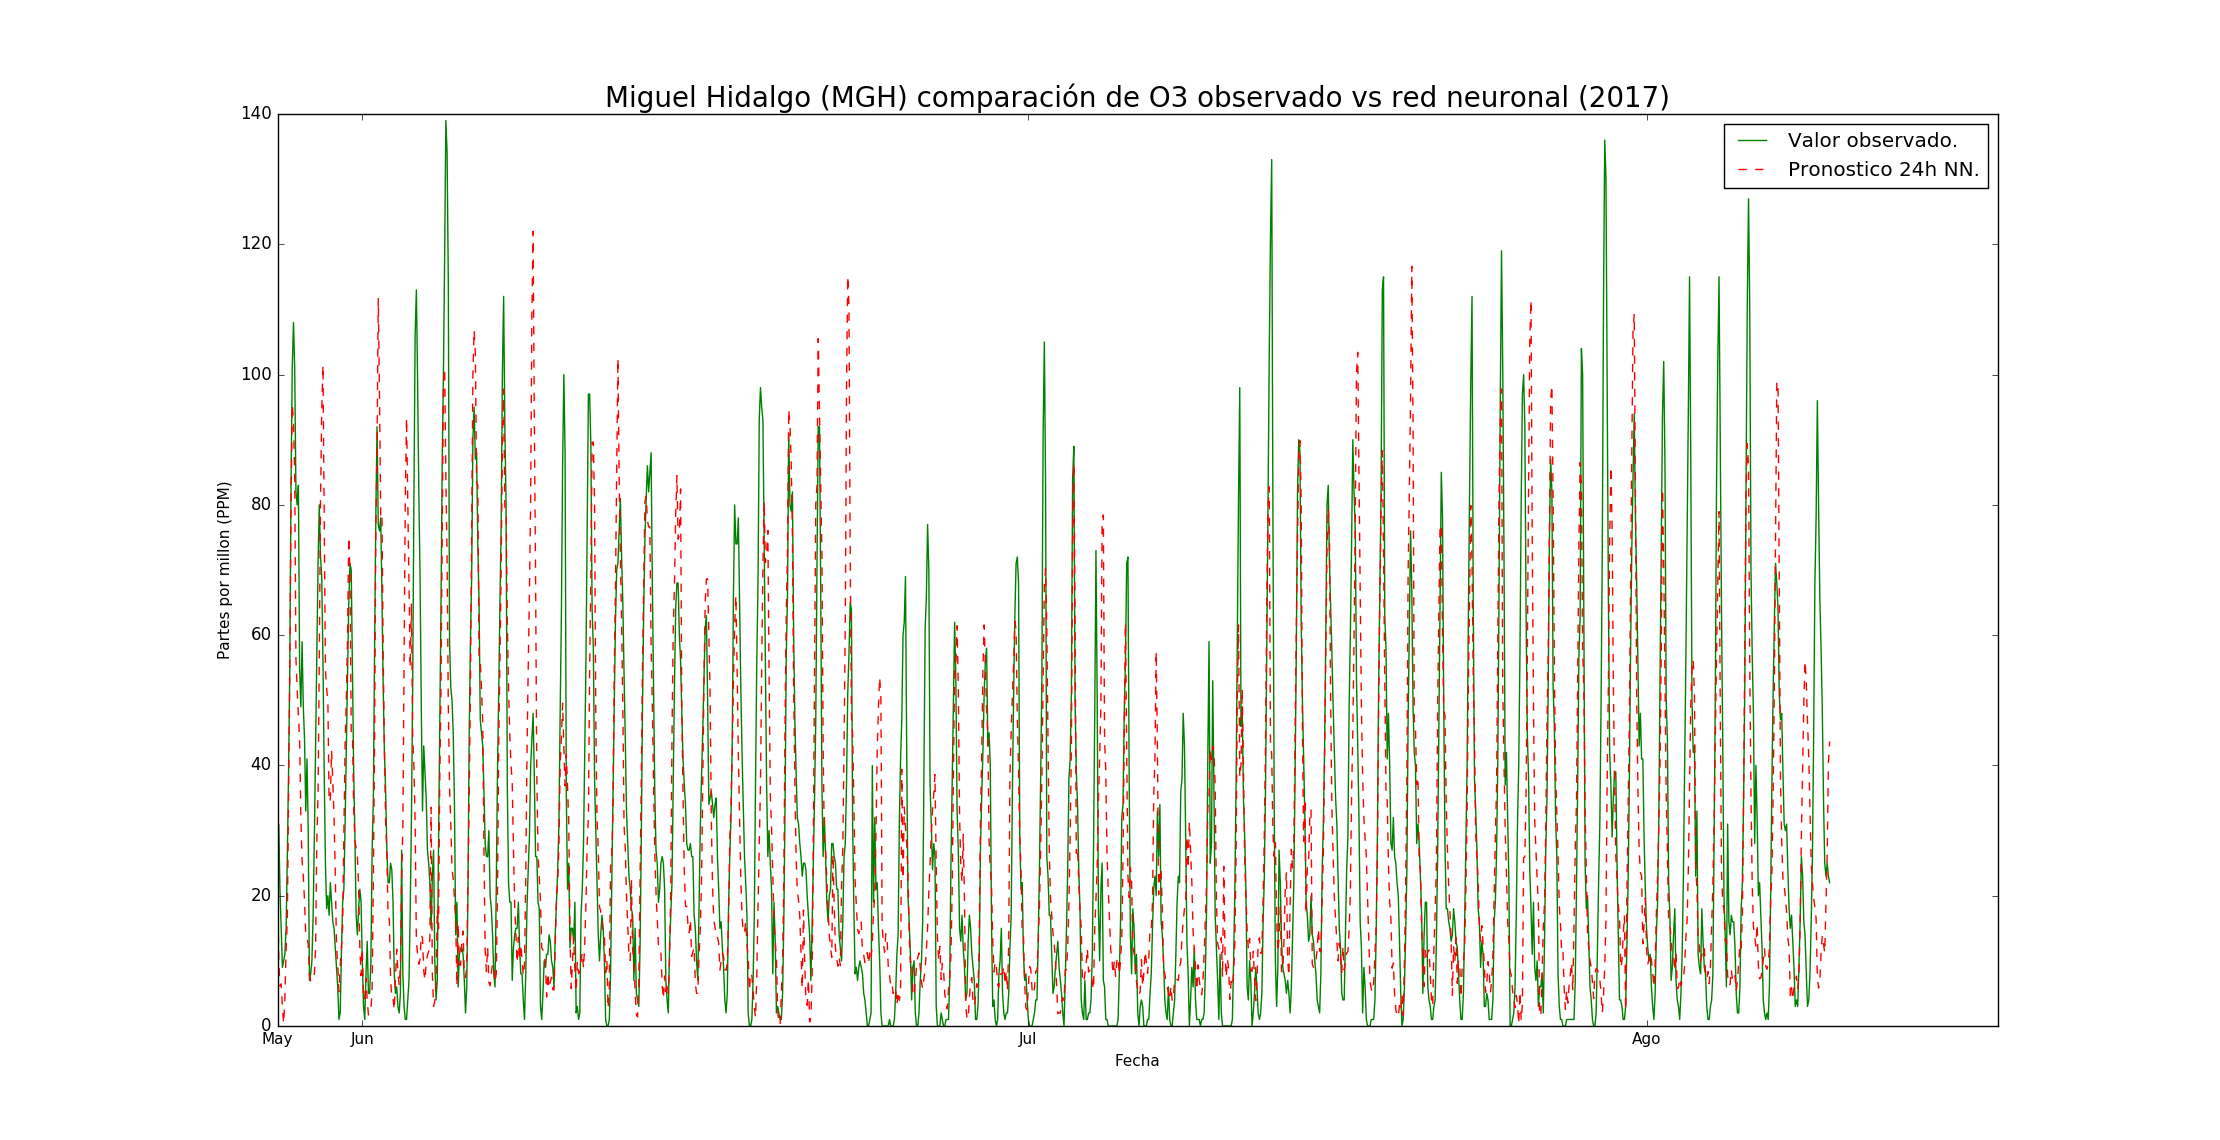 Miguel Hidalgo (MGH) comparación de O3 observado vs red neuronal (2017)
140
120
100
80
60
40
20
0
Partes por millon (PPM)
Valor observado.
Pronostico 24h NN.
May Jun Jul Ago
Fecha